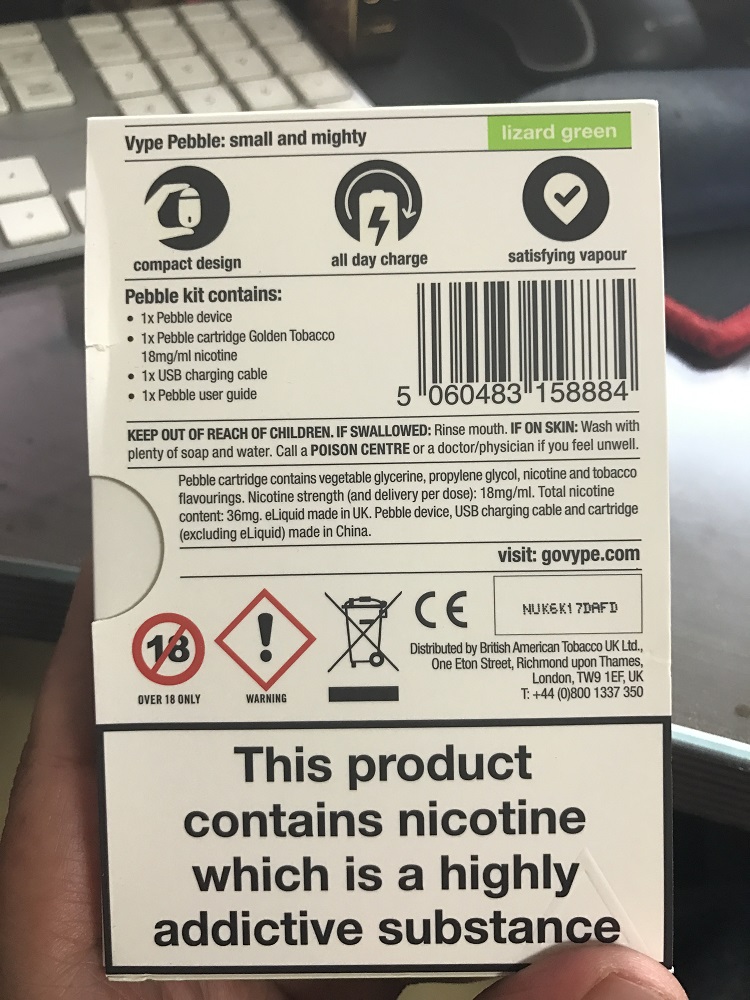 Vype Pebble: small and mighty
lizard green
compact design
all day charge
satisfying vapour
Pebble kit contains:
• 1x Pebble device
• 1x Pebble cartridge Golden Tobacco
18mg/ml nicotine
• 1x USB charging cable
• 1x Pebble user guide
5 060483 158884
KEEP OUT OF REACH OF CHILDREN. IF SWALLOWED: Rinse mouth. IF ON SKIN: Wash with
plenty of soap and water. Call a POISON CENTRE or a doctor/physician if you feel unwell.
Pebble cartridge contains vegetable glycerine, propylene glycol, nicotine and tobacco
flavourings. Nicotine strength (and delivery per dose): 18mg/ml. Total nicotine
content: 36mg. eLiquid made in UK. Pebble device, USB charging cable and cartridge
(excluding eLiquid) made in China.
visit: govype.com
18
OVER 18 ONLY
!
WARNING
CE
NUK6K17DAFD
Distributed by British American Tobacco UK Ltd.,
One Eton Street, Richmond upon Thames,
London, TW9 1EF, UK
T: +44 (0)800 1337 350
This product
contains nicotine
which is a highly
addictive substance